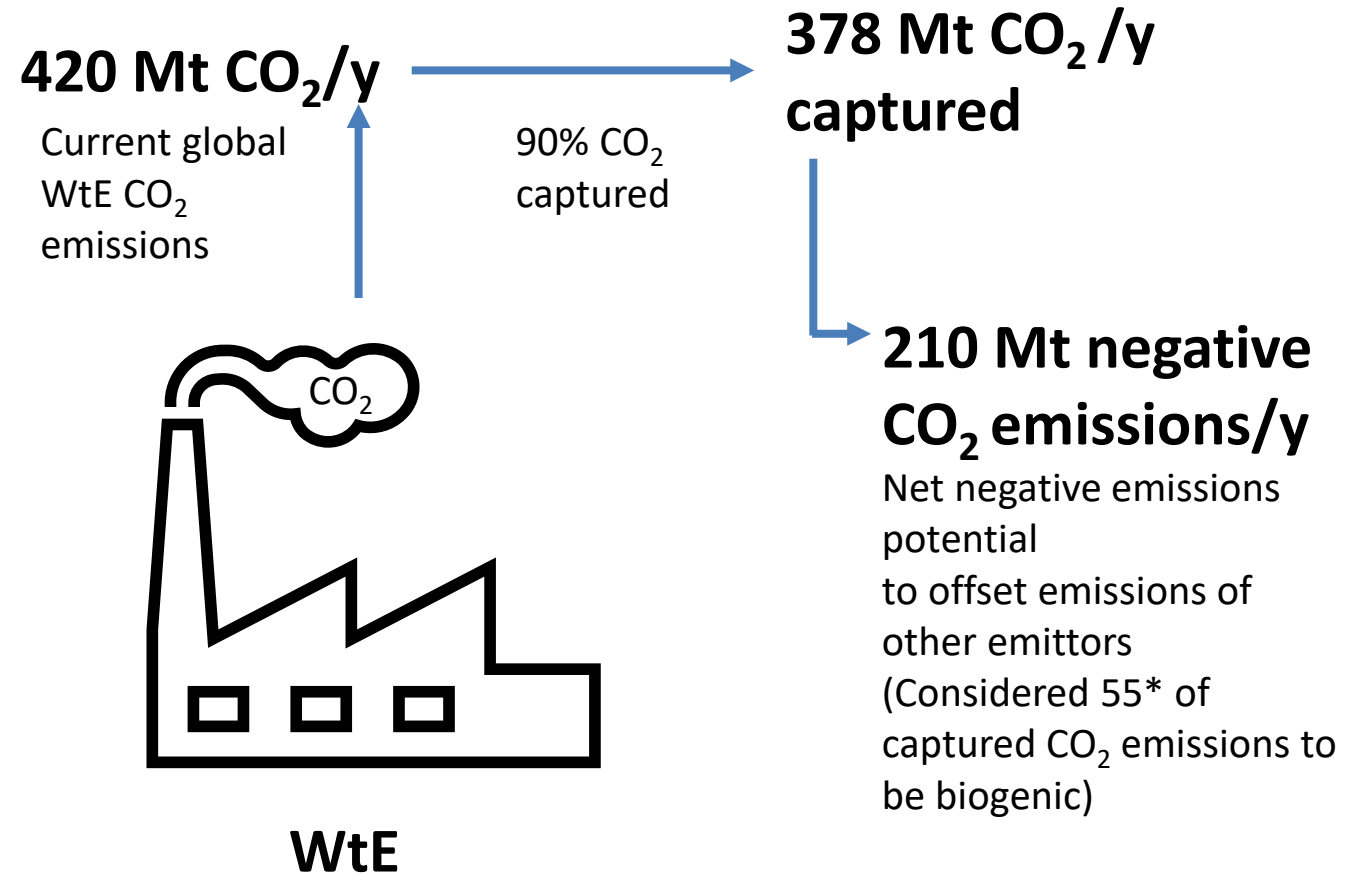 420 Mt CO₂/y
Current global
WtE CO₂
emissions
90% CO₂
captured
378 Mt CO₂ /y
captured
210 Mt negative
CO₂ emissions/y
Net negative emissions
potential
to offset emissions of
other emittors
(Considered 55* of
captured CO₂ emissions to
be biogenic)
CO₂
WtE